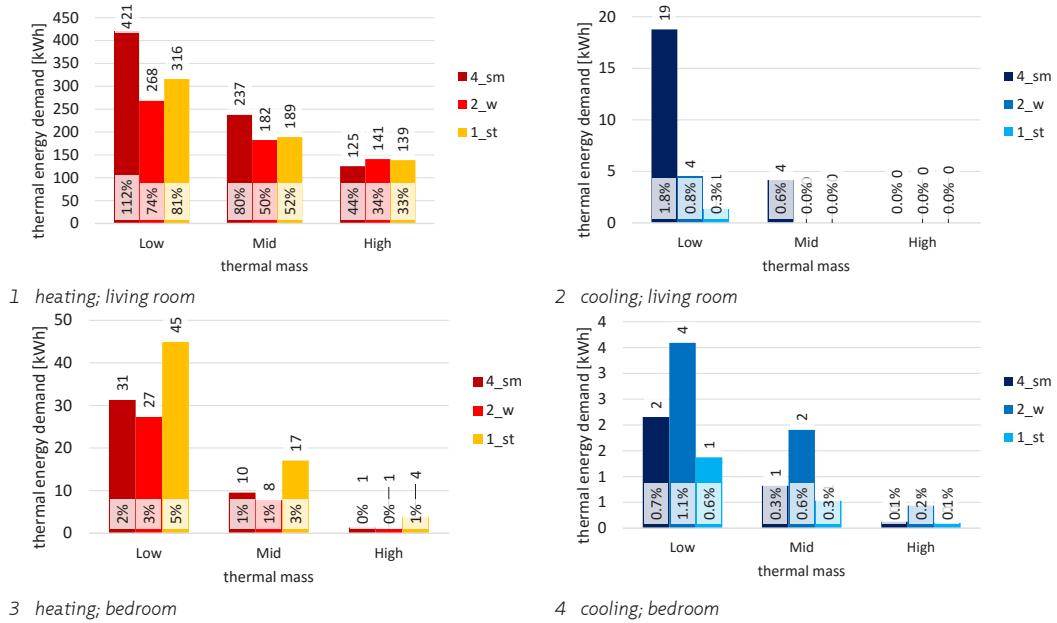 thermal energy demand [kWh]
450
400
350
300
250
200
150
100
50
0
421
268
316
237
182
189
125
141
139
112%
74%
81%
80%
50%
52%
44%
34%
33%
Low
Mid
High
thermal mass
4_sm
2_w
1_st
1 heating; living room
thermal energy demand [kWh]
20
15
10
5
0
19
4
1
4
0
0
0
0
0
1.8%
0.8%
0.3%
0.6%
0.0%
0.0%
0.0%
0.0%
0.0%
Low
Mid
High
thermal mass
4_sm
2_w
1_st
2 cooling; living room
thermal energy demand [kWh]
50
40
30
20
10
0
31
27
45
10
8
17
1
1
4
2%
3%
5%
1%
1%
3%
0%
0%
1%
Low
Mid
High
thermal mass
4_sm
2_w
1_st
3 heating; bedroom
thermal energy demand [kWh]
4
4
3
3
2
2
1
1
0
2
4
1
1
2
0.7%
1.1%
0.6%
0.3%
0.6%
0.3%
0.1%
0.2%
0.1%
Low
Mid
High
thermal mass
4_sm
2_w
1_st
4 cooling; bedroom